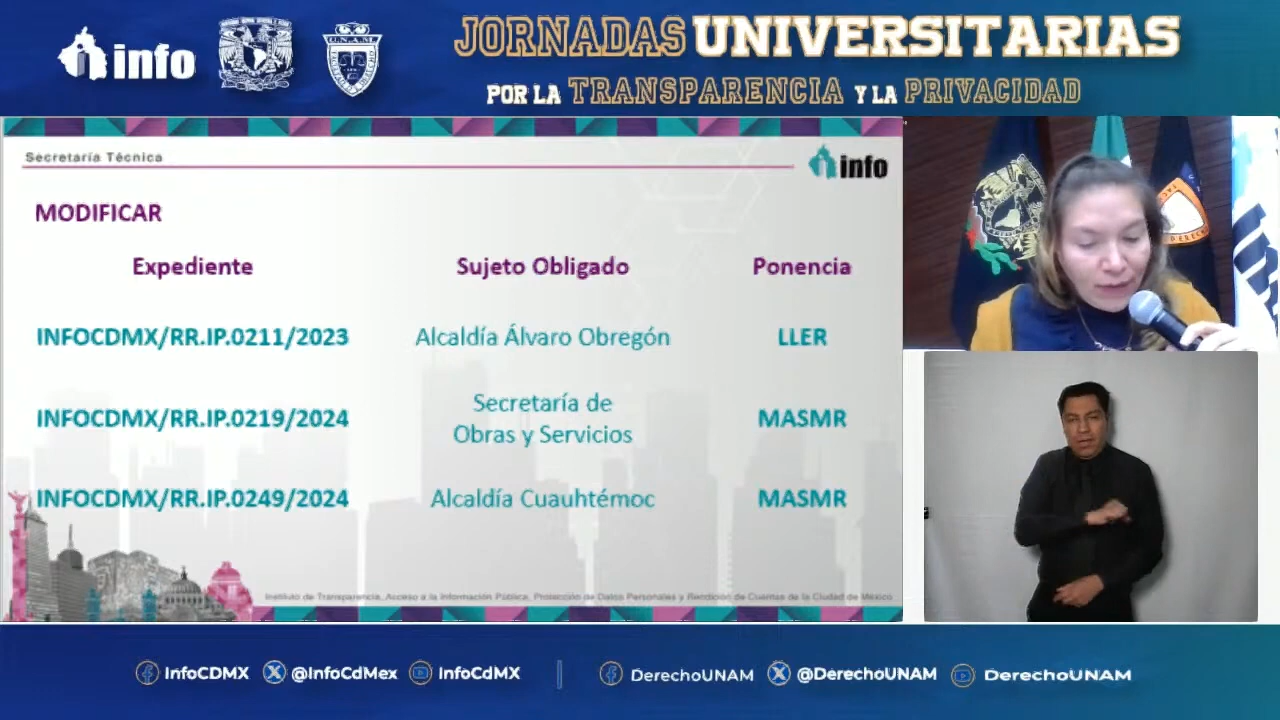 info
U.N.A.M.
JORNADAS UNIVERSITARIAS
POR LA TRANSPARENCIA Y LA PRIVACIDAD
Secretaría Técnica
info
MODIFICAR
Expediente Sujeto Obligado Ponencia
INFOCDMX/RR.IP.0211/2023 Alcaldía Álvaro Obregón LLER
INFOCDMX/RR.IP.0219/2024 Secretaría de Obras y Servicios MASMR
INFOCDMX/RR.IP.0249/2024 Alcaldía Cuauhtémoc MASMR
Instituto de Transparencia, Acceso a la Información Pública, Protección de Datos Personales y Rendición de Cuentas de la Ciudad de México
InfoCDMX @InfoCdMex InfoCdMX DerechoUNAM @DerechoUNAM DerechoUNAM